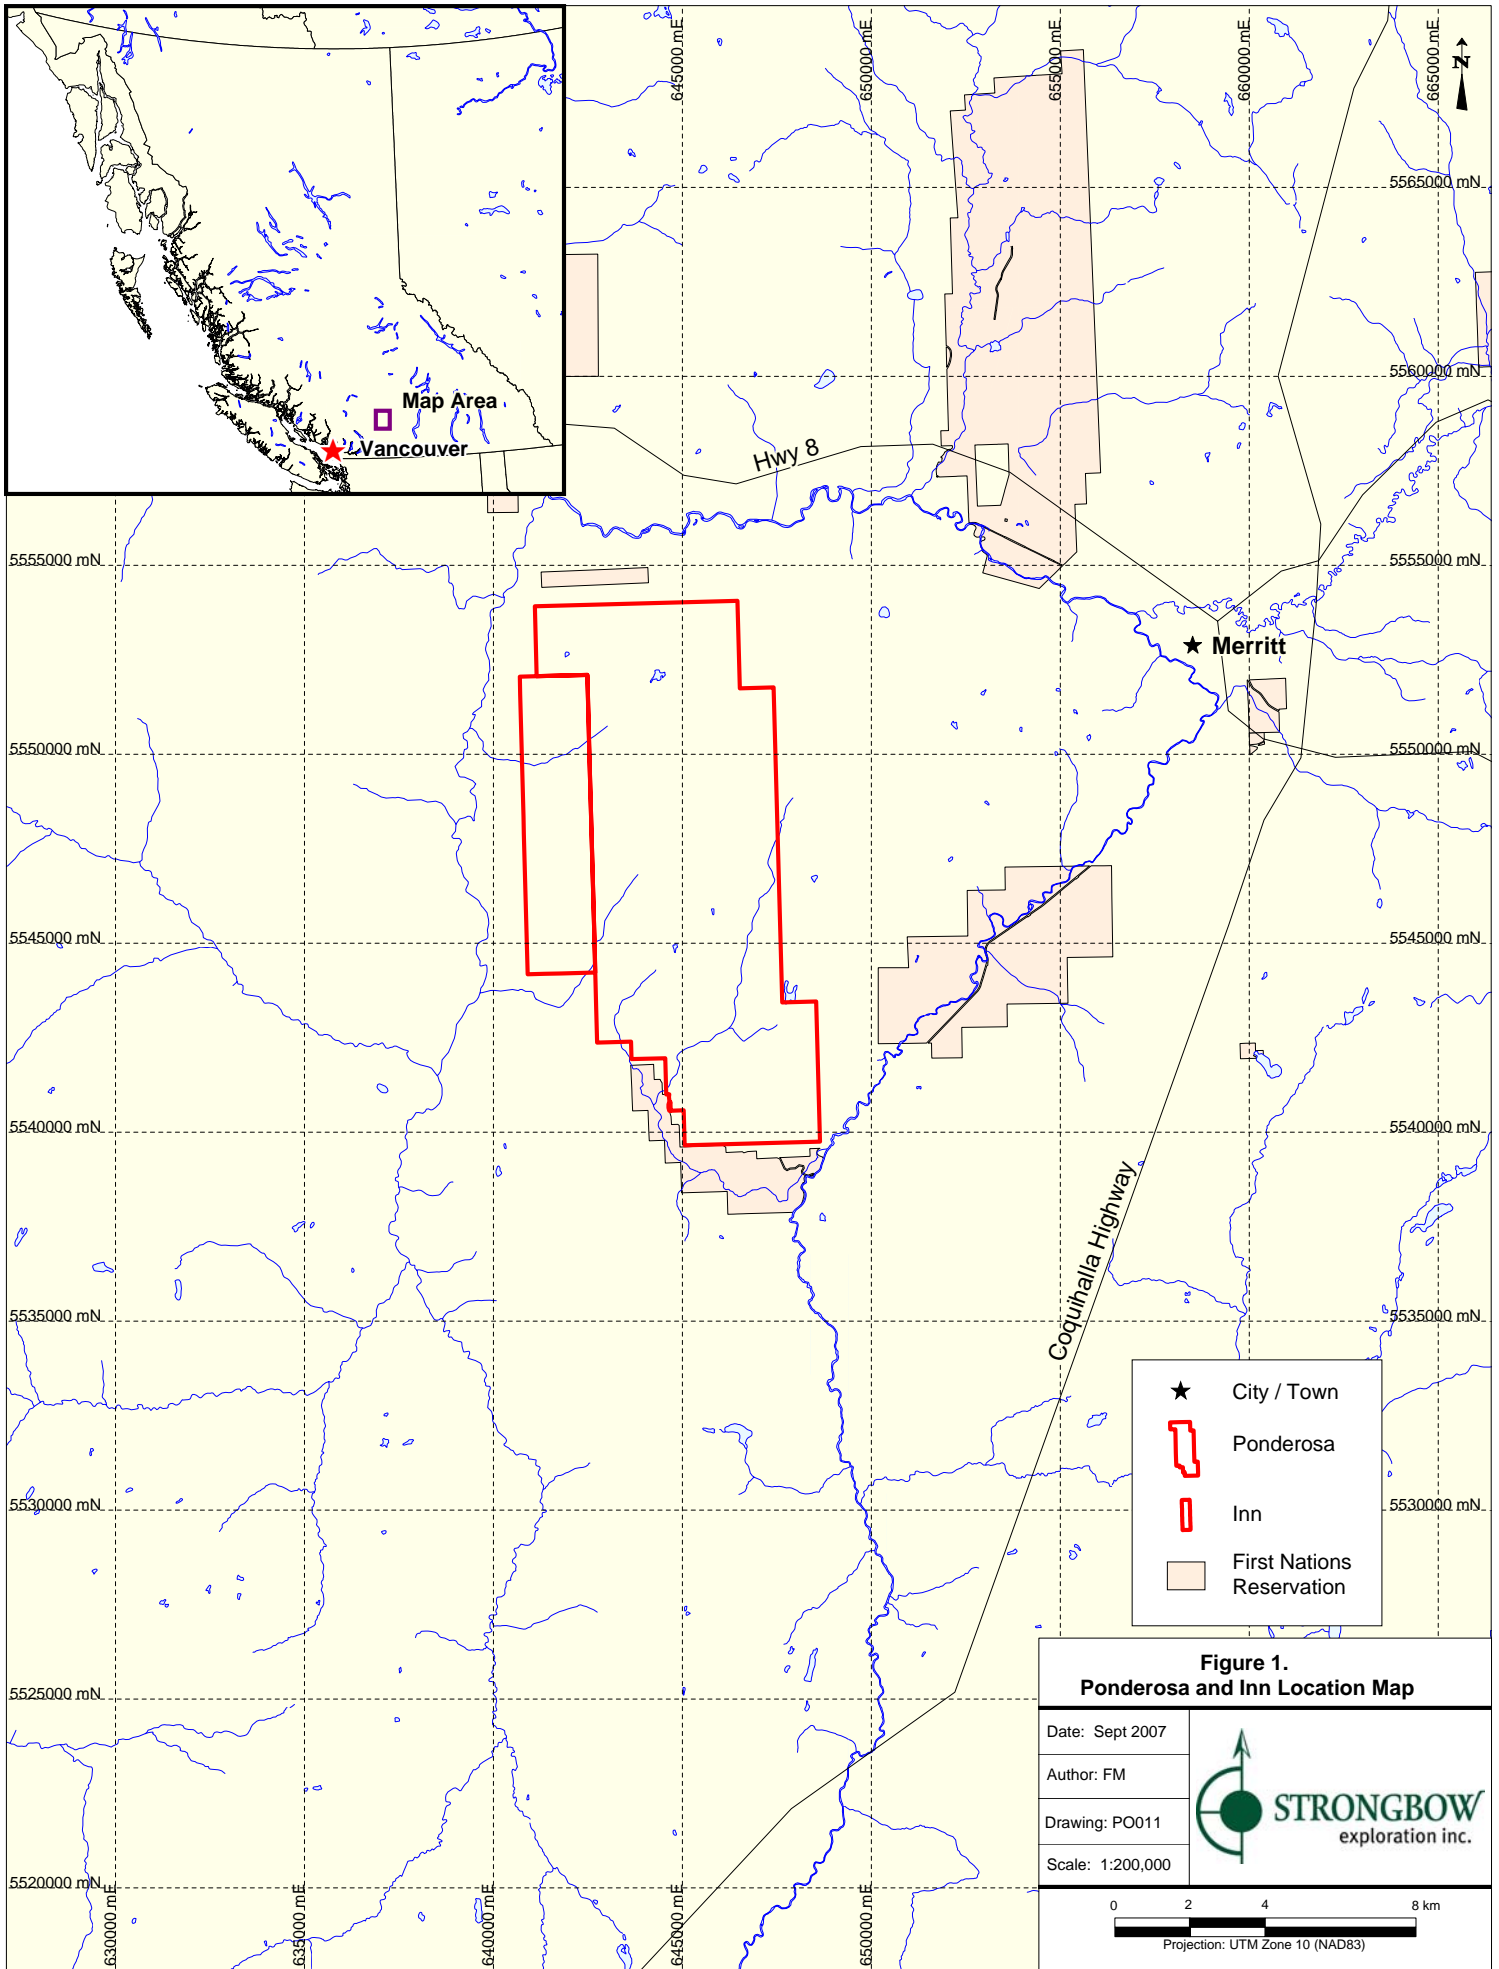 645000 mE
650000 mE
655000 mE
660000 mE
665000 mE
N
5565000 mN
5560000 mN
Map Area
Vancouver
Hwy 8
5555000 mN
5555000 mN
Merritt
5550000 mN
5550000 mN
5545000 mN
5545000 mN
5540000 mN
5540000 mN
Coquihalla Highway
5535000 mN
5535000 mN
5530000 mN
5530000 mN
5525000 mN
5520000 mN
630000 mE
635000 mE
640000 mE
645000 mE
650000 mE
City / Town
Ponderosa
Inn
First Nations
Reservation
Figure 1.
Ponderosa and Inn Location Map
Date: Sept 2007
Author: FM
Drawing: PO011
Scale: 1:200,000
STRONGBOW
exploration inc.
0 2 4 8 km
Projection: UTM Zone 10 (NAD83)